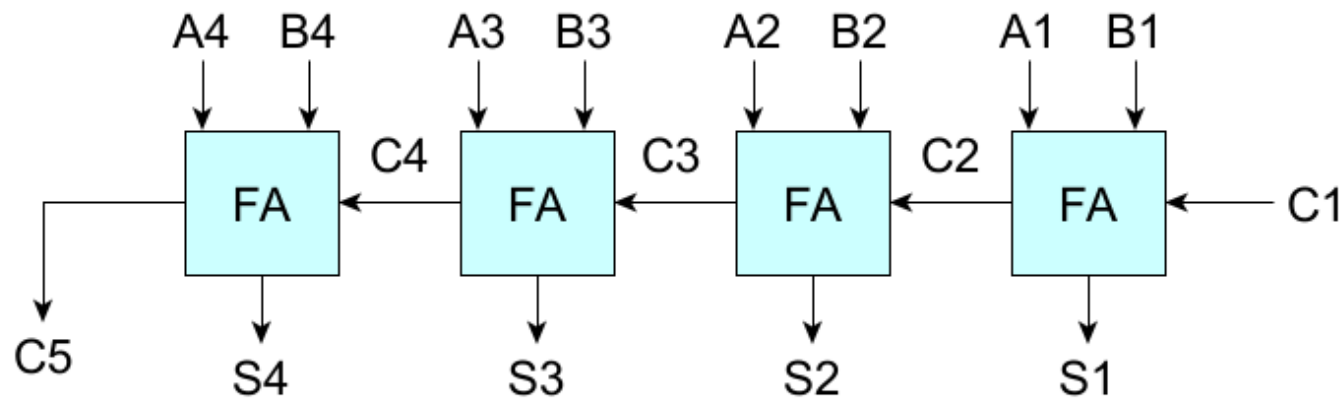 A4 B4 A3 B3 A2 B2 A1 B1
C4 C3 C2
FA FA FA FA C1
C5 S4 S3 S2 S1